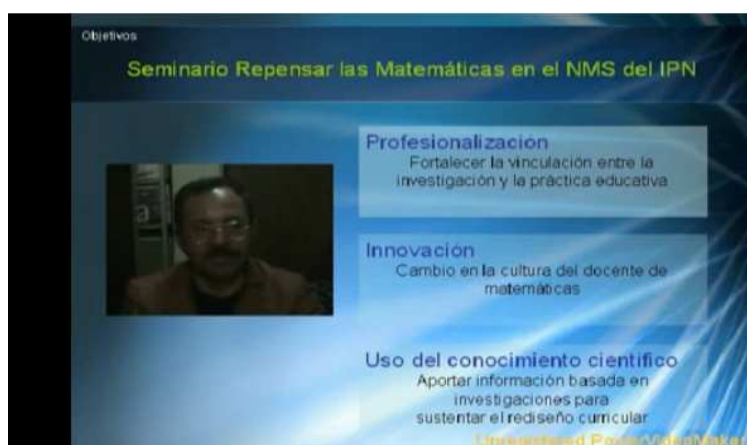 Objetivos
Seminario Repensar las Matemáticas en el NMS del IPN
Profesionalización
Fortalecer la vinculación entre la
investigación y la práctica educativa
Innovación
Cambio en la cultura del docente de
matemáticas
Uso del conocimiento científico
Aportar información basada en
investigaciones para
sustentar el rediseño curricular
Unregistered PowerVideoMaker